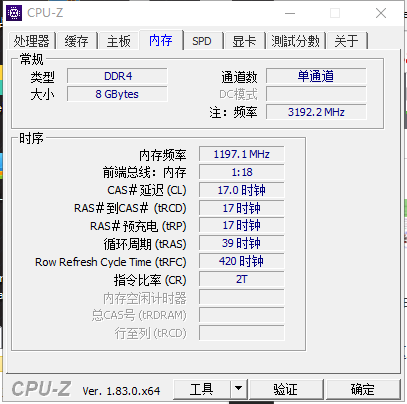 CPU-Z
处理器 缓存 主板 内存 SPD 显卡 測試分數 关于
常规
类型 DDR4 通道数 单通道
大小 8 GBytes DC模式
注：频率 3192.2 MHz
时序
内存频率 1197.1 MHz
前端总线：内存 1:18
CAS＃延迟 (CL) 17.0 时钟
RAS＃到CAS＃ (tRCD) 17 时钟
RAS＃预充电 (tRP) 17 时钟
循环周期 (tRAS) 39 时钟
Row Refresh Cycle Time (tRFC) 420 时钟
指令比率 (CR) 2T
内存空闲计时器
总CAS号 (tRDRAM)
行至列 (tRCD)
CPU-Z Ver. 1.83.0.x64 工具 验证 确定